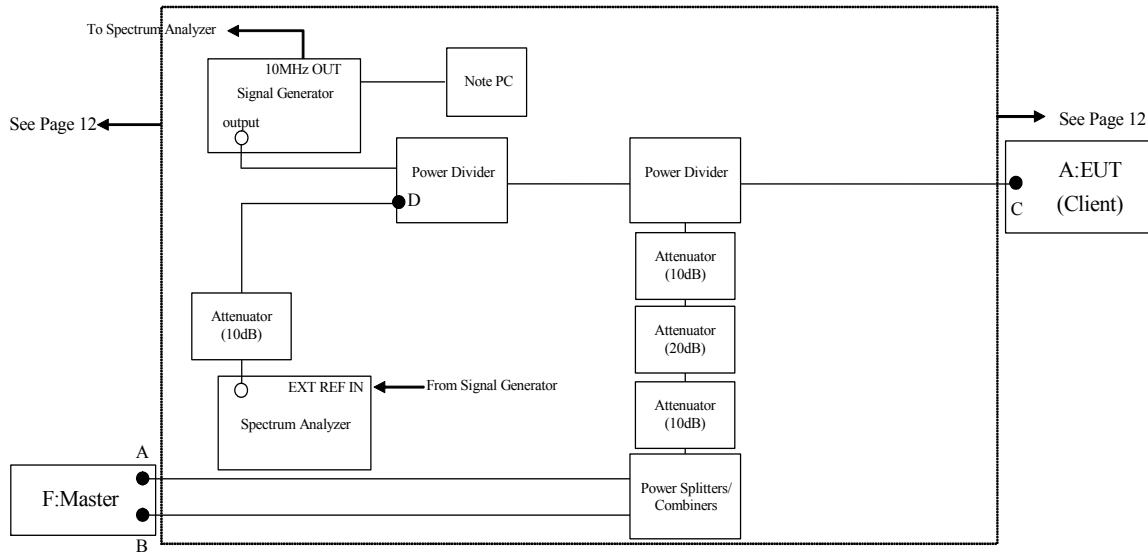 To Spectrum Analyzer
10MHz OUT
Signal Generator
output
Note PC
See Page 12
See Page 12
Power Divider
D
Power Divider
A:EUT
(Client)
C
Attenuator
(10dB)
Attenuator
(10dB)
Attenuator
(20dB)
EXT REF IN
From Signal Generator
Spectrum Analyzer
Attenuator
(10dB)
A
F:Master
B
Power Splitters/
Combiners